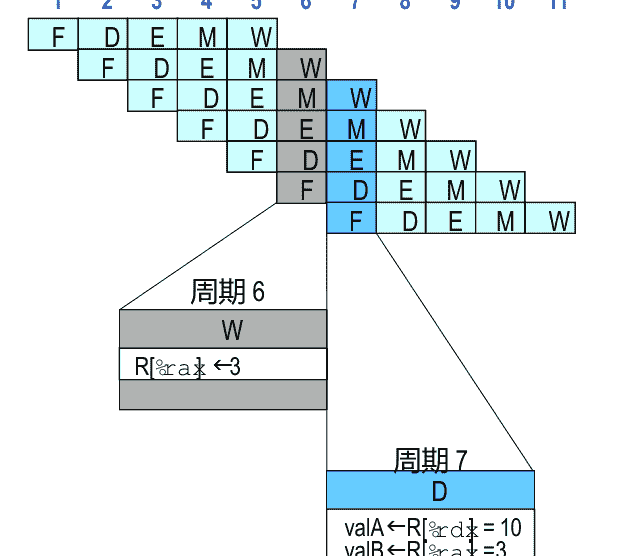 1 2 3 4 5 6 7 8 9 10 11
F D E M W
F D E M W
F D E M W
F D E M W
F D E M W
F D E M W
F D E M W
周期 6
W
R[%rax] ←3
周期 7
D
valA←R[%rdx] = 10
valB←R[%rax] =3